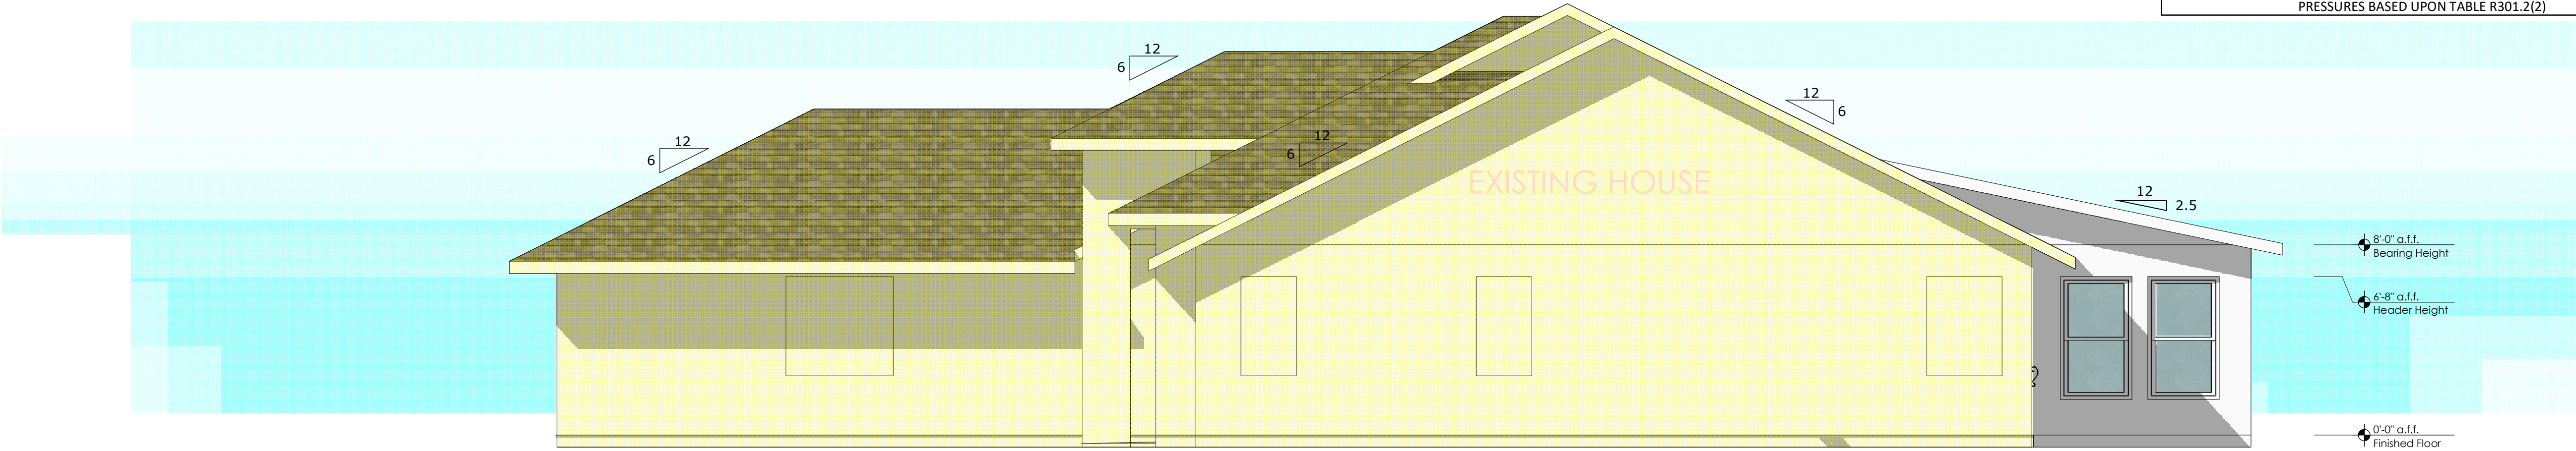 PRESSURES BASED UPON TABLE R301.2(2)
12
6
12
6
12
6
12
6
EXISTING HOUSE
12
2.5
8'-0" a.f.f.
Bearing Height
6'-8" a.f.f.
Header Height
0'-0" a.f.f.
Finished Floor